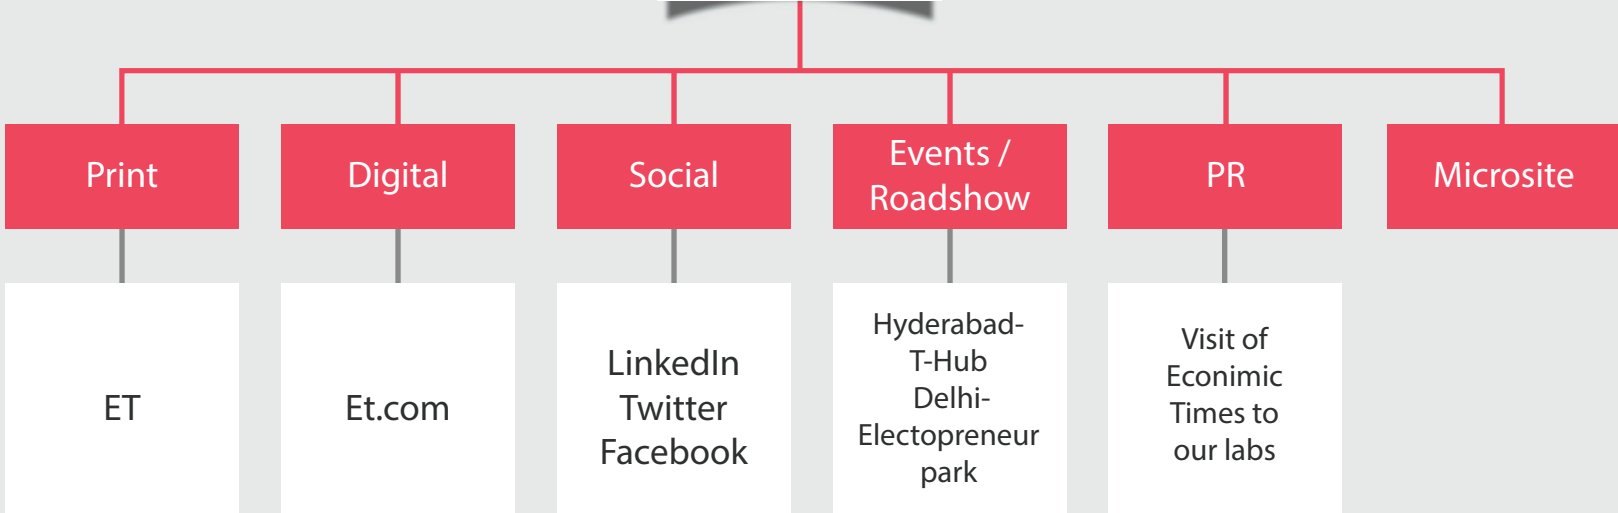 Print
Digital
Social
Events /
Roadshow
PR
Microsite
ET
Et.com
LinkedIn
Twitter
Facebook
Hyderabad-
T-Hub
Delhi-
Electopreneur
park
Visit of
Econimic
Times to
our labs